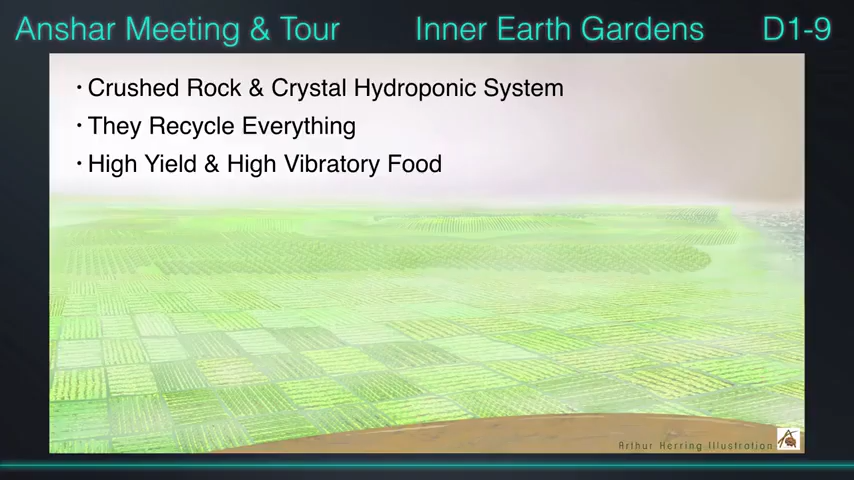 Anshar Meeting & Tour Inner Earth Gardens D1-9
· Crushed Rock & Crystal Hydroponic System
· They Recycle Everything
· High Yield & High Vibratory Food
Arthur Herring Illustration